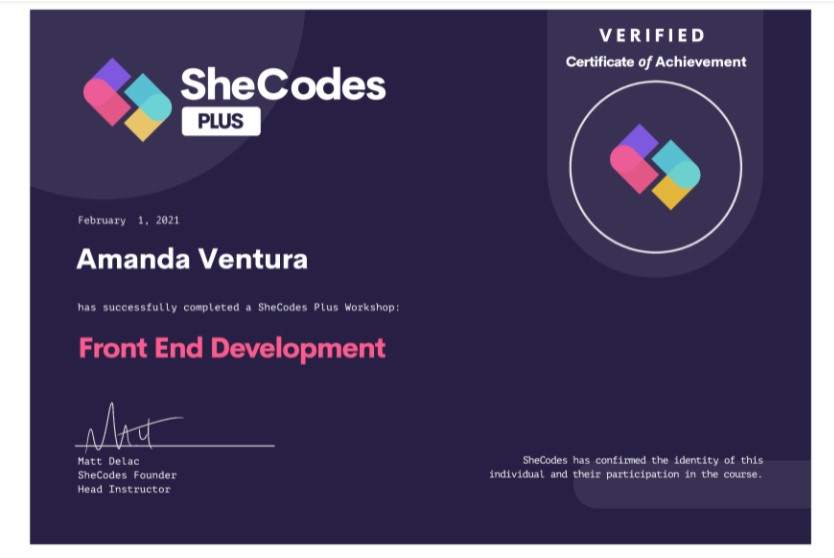 SheCodes
PLUS
VERIFIED
Certificate of Achievement
February 1, 2021
Amanda Ventura
has successfully completed a SheCodes Plus Workshop:
Front End Development
Matt
Matt Delac
SheCodes Founder
Head Instructor
SheCodes has confirmed the identity of this
individual and their participation in the course.